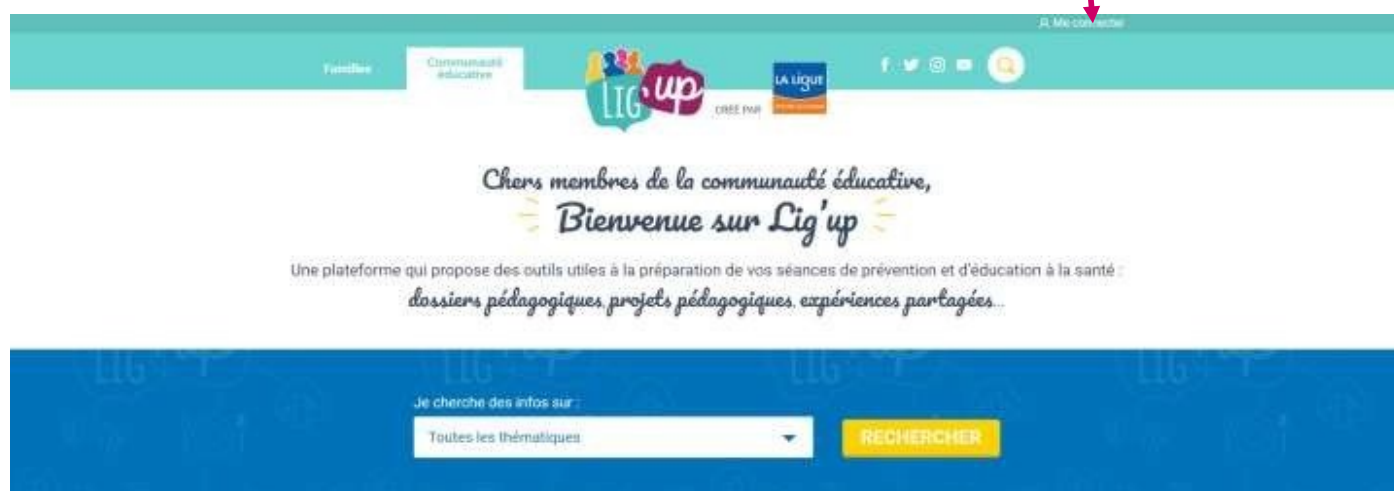 Me connecter
Familles
Communauté éducative
LIG'UP
CRÉÉ PAR
LA LIGUE
Chers membres de la communauté éducative,
Bienvenue sur Lig'up
Une plateforme qui propose des outils utiles à la préparation de vos séances de prévention et d'éducation à la santé :
dossiers pédagogiques, projets pédagogiques, expériences partagées...
Je cherche des infos sur :
Toutes les thématiques
RECHERCHER